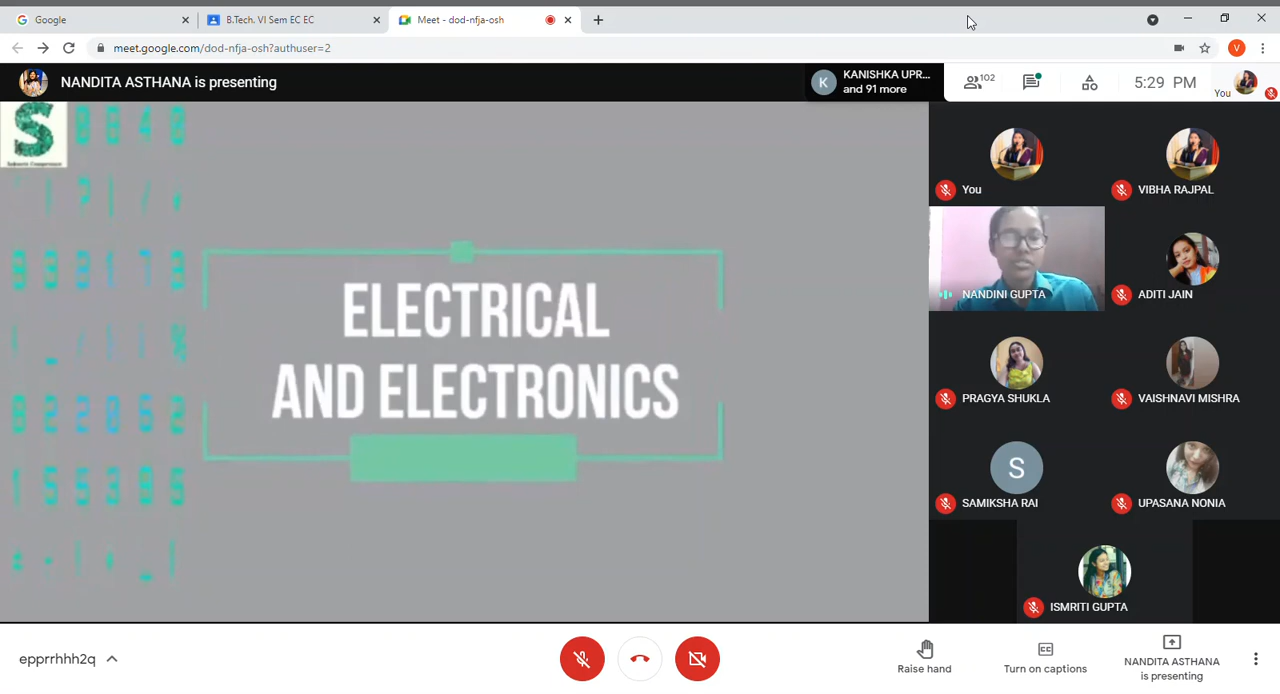 Google
B.Tech. VI Sem EC EC
Meet - dod-nfja-osh
meet.google.com/dod-nfja-osh?authuser=2
V
NANDITA ASTHANA is presenting
K
KANISHKA UPR...
and 91 more
102
5:29 PM
You
S
ELECTRICAL
AND ELECTRONICS
You
VIBHA RAJPAL
NANDINI GUPTA
ADITI JAIN
PRAGYA SHUKLA
VAISHNAVI MISHRA
S
SAMIKSHA RAI
UPASANA NONIA
ISMRITI GUPTA
epprrhhh2q
Raise hand
Turn on captions
NANDITA ASTHANA
is presenting